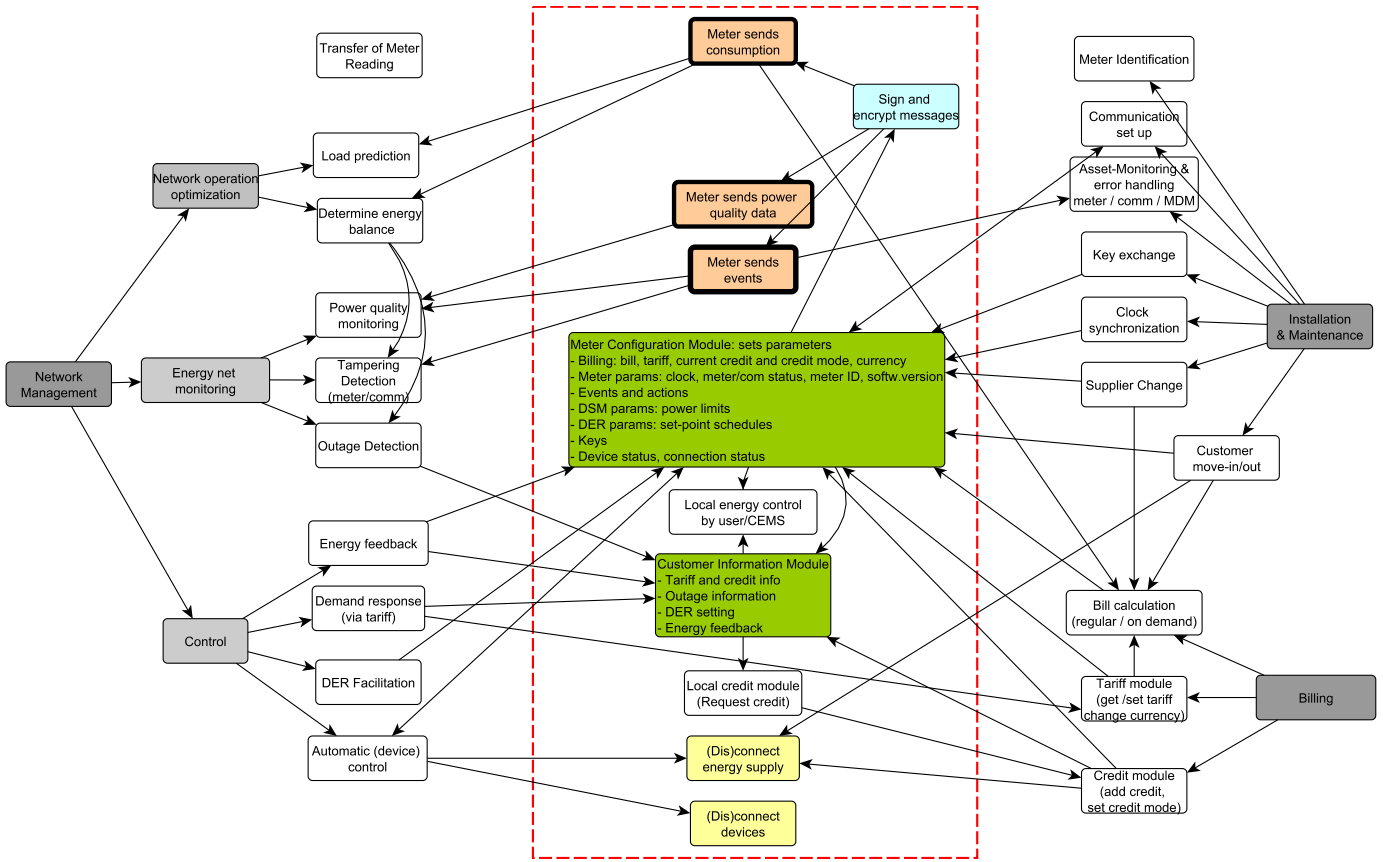 Transfer of Meter
Reading
Load prediction
Network operation
optimization
Determine energy
balance
Power quality
monitoring
Network
Management
Energy net
monitoring
Tampering
Detection
(meter/comm)
Outage Detection
Energy feedback
Demand response
(via tariff)
Control
DER Facilitation
Automatic (device)
control
Meter sends
consumption
Sign and
encrypt messages
Meter sends power
quality data
Meter sends
events
Meter Configuration Module: sets parameters
- Billing: bill, tariff, current credit and credit mode, currency
- Meter params: clock, meter/com status, meter ID, softw.version
- Events and actions
- DSM params: power limits
- DER params: set-point schedules
- Keys
- Device status, connection status
Local energy control
by user/CEMS
Customer Information Module
- Tariff and credit info
- Outage information
- DER setting
- Energy feedback
Local credit module
(Request credit)
(Dis)connect
energy supply
(Dis)connect
devices
Meter Identification
Communication
set up
Asset-Monitoring &
error handling
meter / comm / MDM
Key exchange
Clock
synchronization
Installation
& Maintenance
Supplier Change
Customer
move-in/out
Bill calculation
(regular / on demand)
Tariff module
(get /set tariff
change currency)
Billing
Credit module
(add credit,
set credit mode)